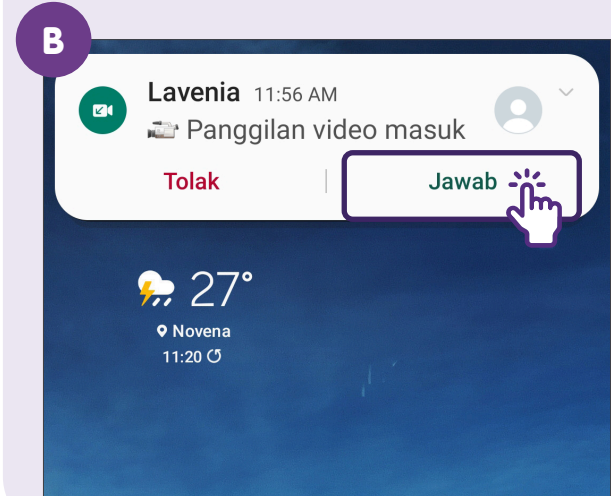 B
Lavenia 11:56 AM
Panggilan video masuk
Tolak
Jawab
27°
Novena
11:20